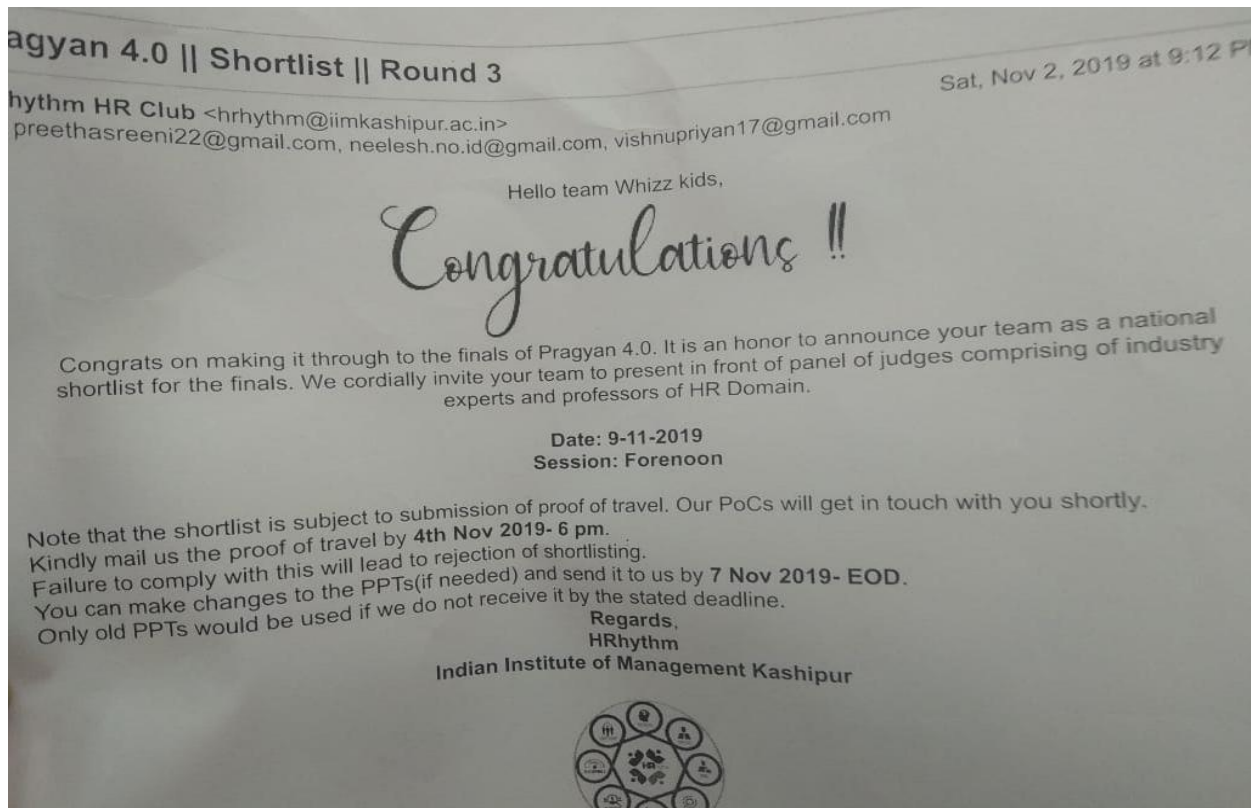 agyan 4.0 || Shortlist || Round 3
Sat, Nov 2, 2019 at 9:12 P
hythm HR Club <hrhythm@iimkashipur.ac.in>
preethasreeni22@gmail.com, neelesh.no.id@gmail.com, vishnupriyan17@gmail.com
Hello team Whizz kids,
Congratulations !!
Congrats on making it through to the finals of Pragyan 4.0. It is an honor to announce your team as a national
shortlist for the finals. We cordially invite your team to present in front of panel of judges comprising of industry
experts and professors of HR Domain.
Date: 9-11-2019
Session: Forenoon
Note that the shortlist is subject to submission of proof of travel. Our PoCs will get in touch with you shortly.
Kindly mail us the proof of travel by 4th Nov 2019- 6 pm.
Failure to comply with this will lead to rejection of shortlisting.
You can make changes to the PPTs(if needed) and send it to us by 7 Nov 2019- EOD.
Only old PPTs would be used if we do not receive it by the stated deadline.
Regards,
HRhythm
Indian Institute of Management Kashipur
HR